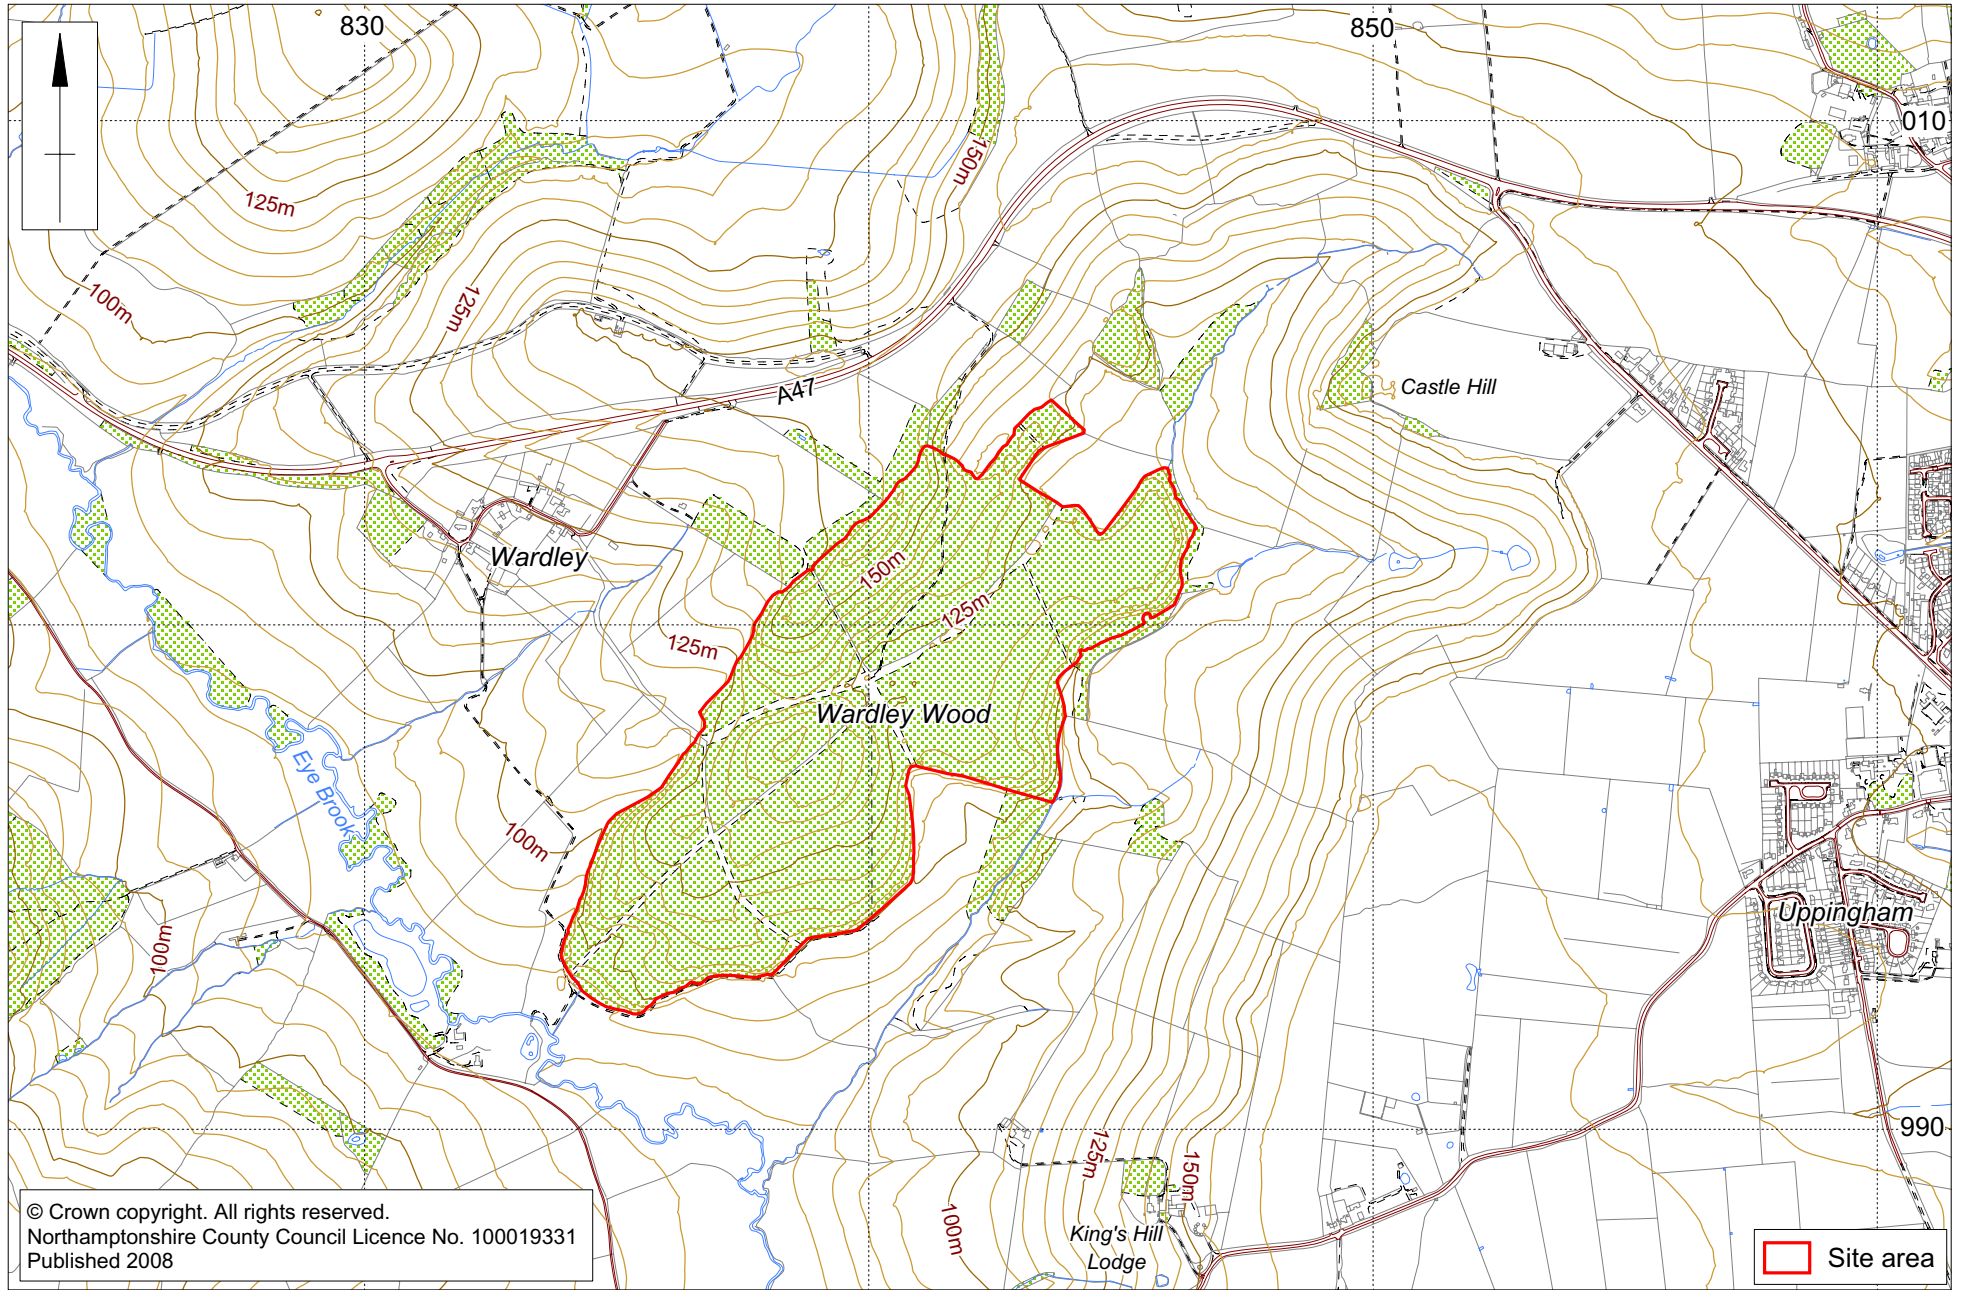 830
850
010
150m
125m
100m
125m
A47
Castle Hill
Wardley
150m
125m
125m
Wardley Wood
Eye Brook
100m
100m
Uppingham
990
125m
150m
100m
King's Hill
Lodge
© Crown copyright. All rights reserved.
Northamptonshire County Council Licence No. 100019331
Published 2008
Site area